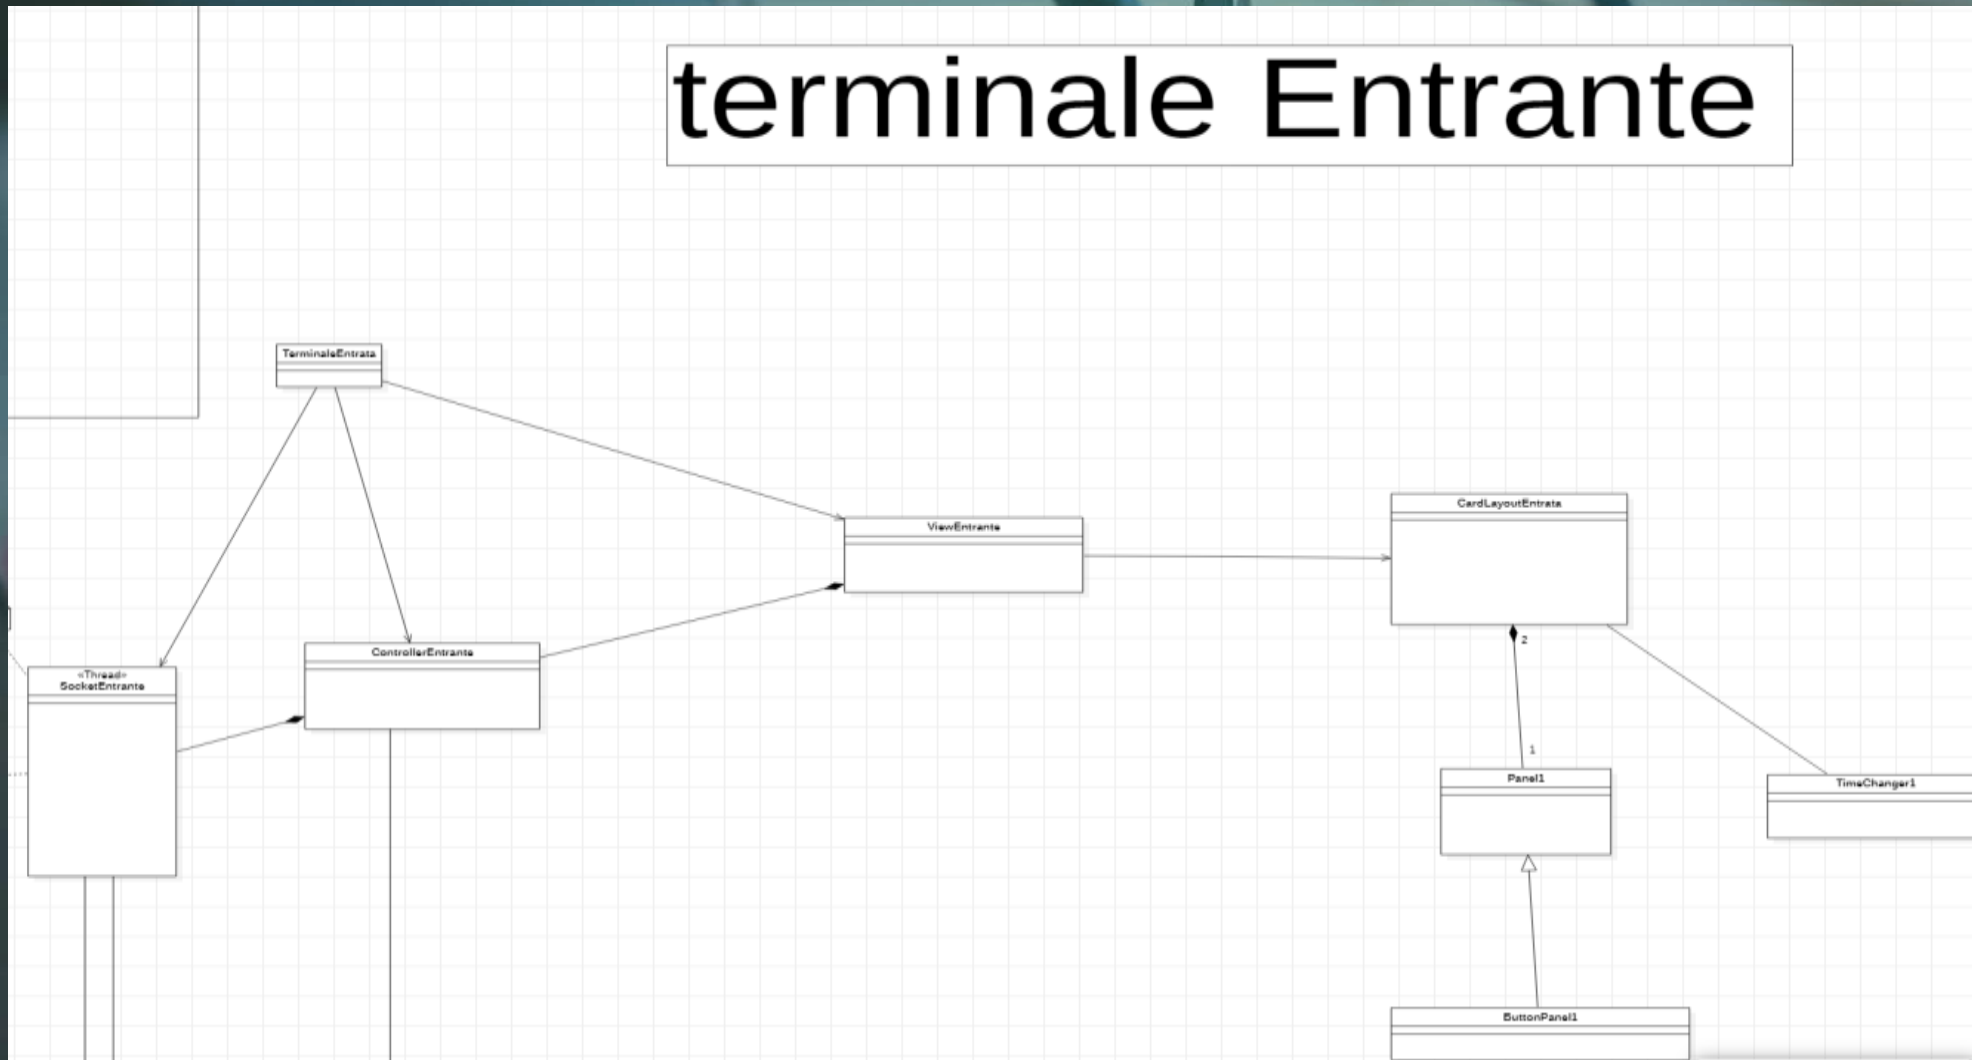 terminale Entrante
TerminaleEntrata
CardLayoutEntrata
ViewEntrante
2
ControllerEntrante
«Thread»
SocketEntrante
1
Panel1
TimeChanger1
ButtonPanel1